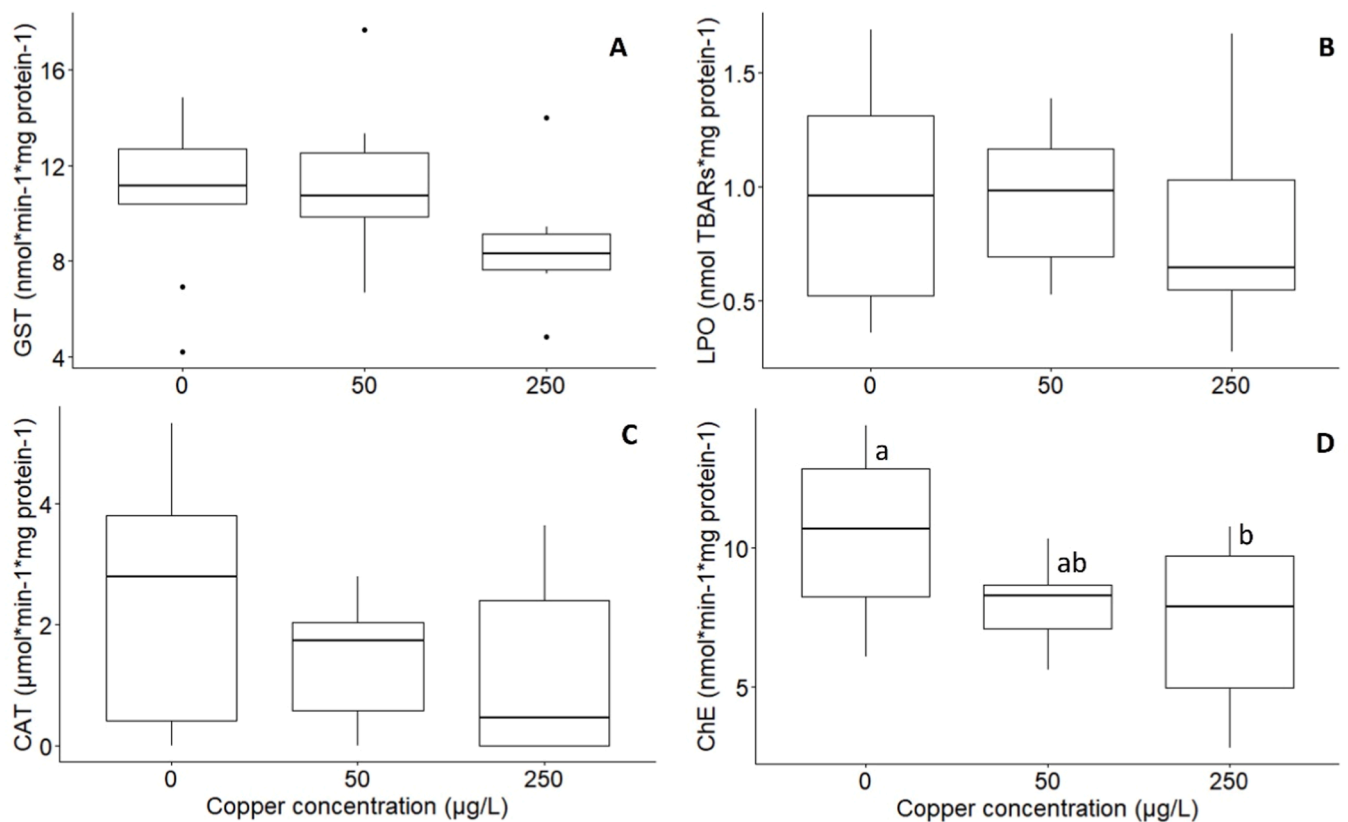 A
GST (nmol*min-1*mg protein-1)
16
12
8
4
0 50 250
B
LPO (nmol TBARs*mg protein-1)
1.5
1.0
0.5
0 50 250
C
CAT (µmol*min-1*mg protein-1)
4
2
0
0 50 250
Copper concentration (µg/L)
D
ChE (nmol*min-1*mg protein-1)
10
5
a
ab
b
0 50 250
Copper concentration (µg/L)